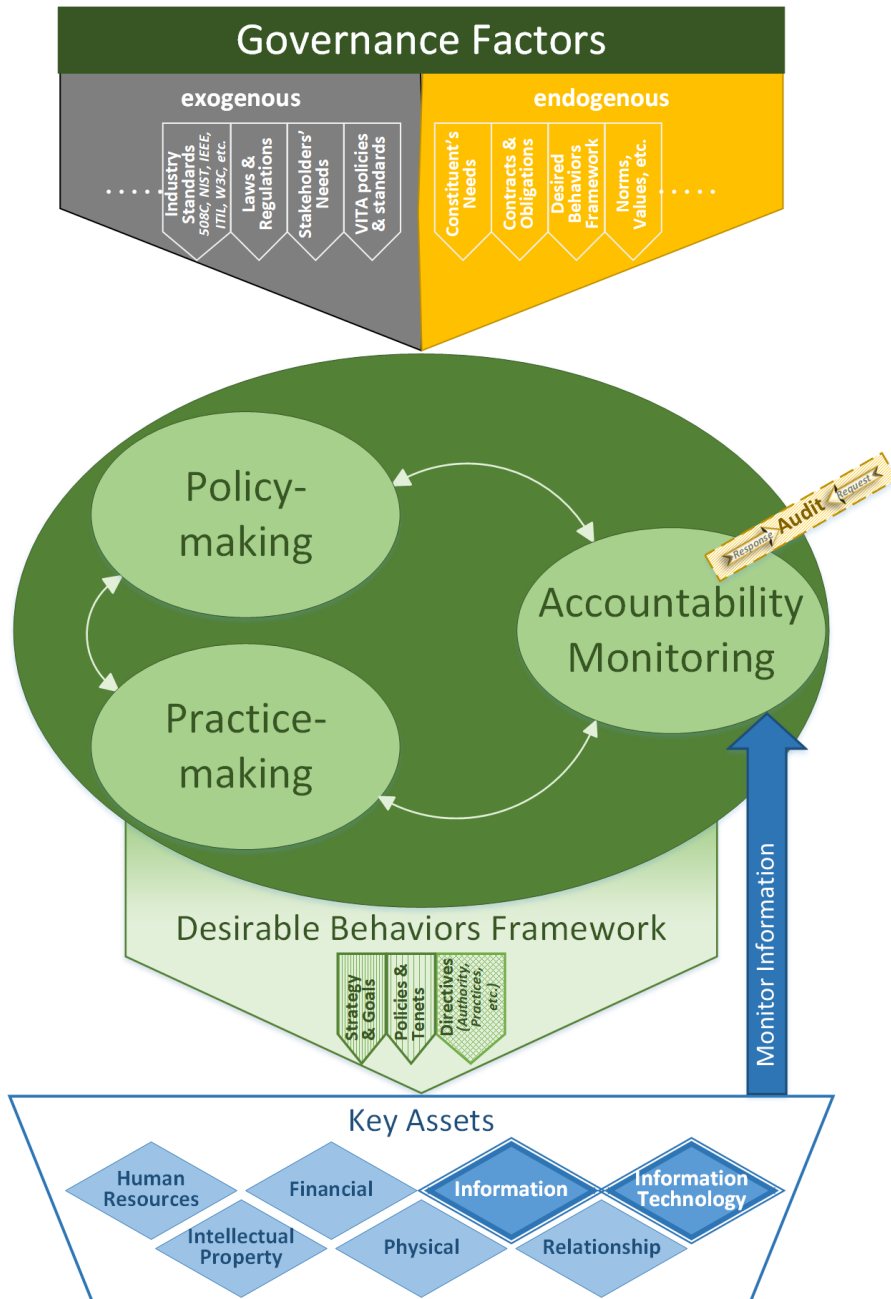 Governance Factors
exogenous
endogenous
.....
Industry
Standards
508C, NIST, IEEE,
ITIL, W3C, etc.
Laws &
Regulations
Stakeholders'
Needs
VITA policies
& standards
Constituent's
Needs
Contracts &
Obligations
Desired
Behaviors
Framework
Norms,
Values, etc.
.....
Policy-
making
Response
Audit
Request
Accountability
Monitoring
Practice-
making
Monitor Information
Desirable Behaviors Framework
Strategy
& Goals
Policies &
Tenets
Directives
(Authority,
Practices,
etc.)
Key Assets
Human
Resources
Financial
Information
Information
Technology
Intellectual
Property
Physical
Relationship